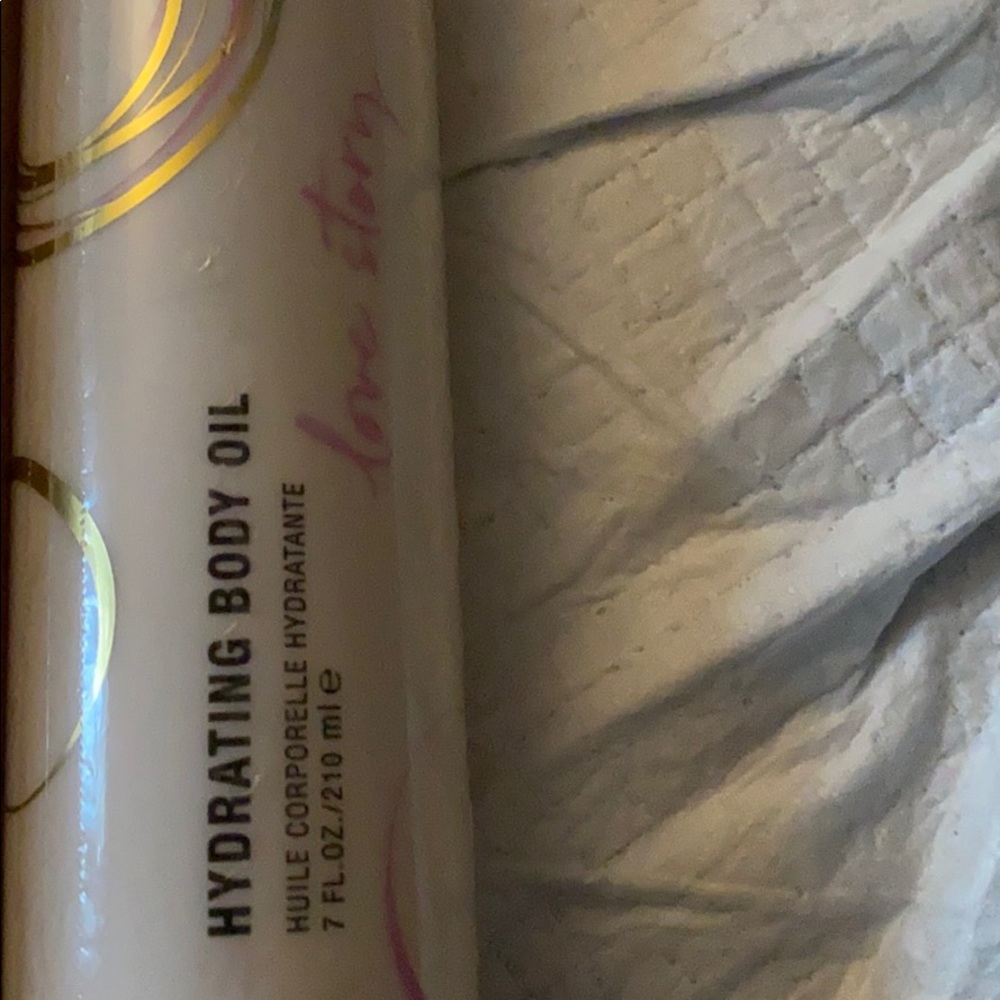 love story
HYDRATING BODY OIL
HUILE CORPORELLE HYDRATANTE
7 FL.OZ./210 ml e